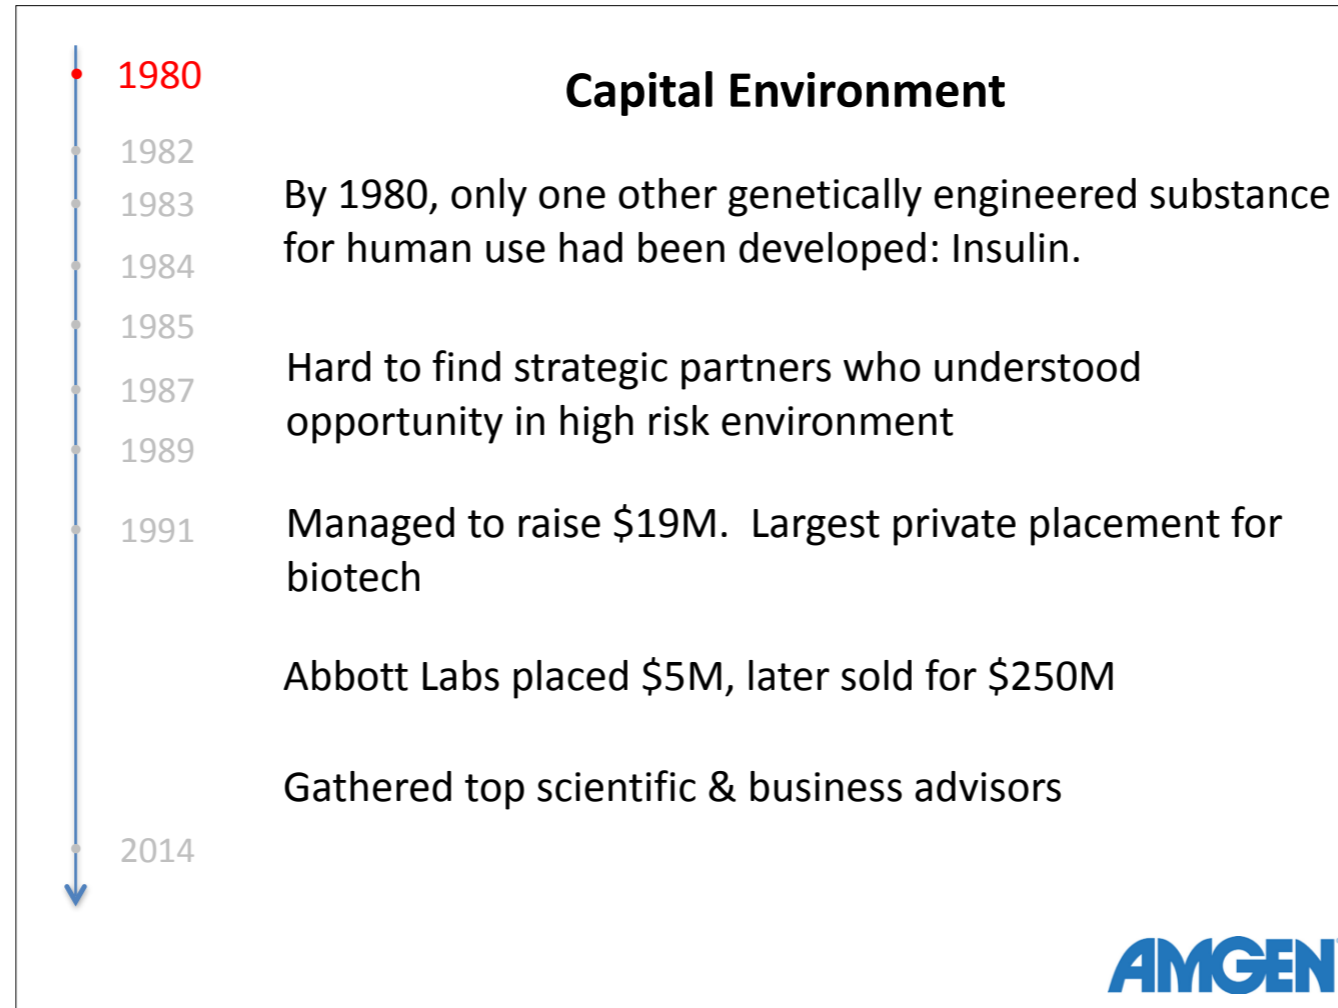 1980
1982
1983
1984
1985
1987
1989
1991
2014
Capital Environment
By 1980, only one other genetically engineered substance
for human use had been developed: Insulin.
Hard to find strategic partners who understood
opportunity in high risk environment
Managed to raise $19M.  Largest private placement for
biotech
Abbott Labs placed $5M, later sold for $250M
Gathered top scientific & business advisors
AMGEN